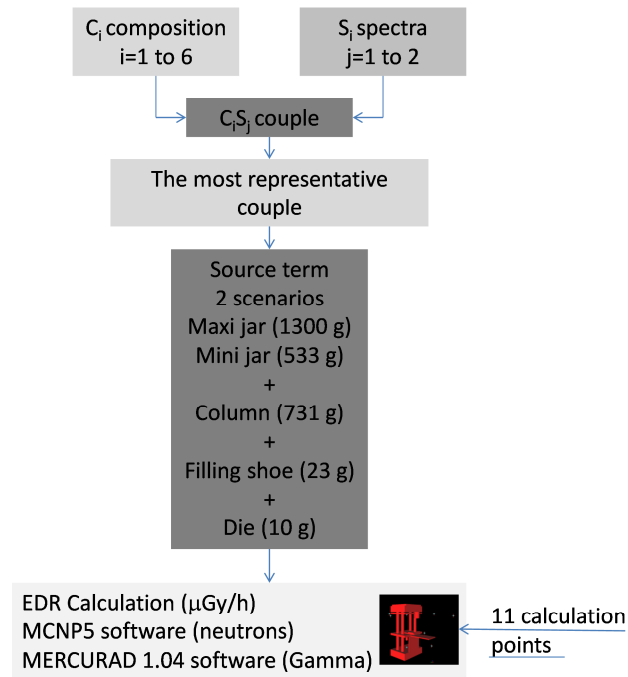 Ci composition
i=1 to 6
Si spectra
j=1 to 2
CiSj couple
The most representative
couple
Source term
2 scenarios
Maxi jar (1300 g)
Mini jar (533 g)
+
Column (731 g)
+
Filling shoe (23 g)
+
Die (10 g)
EDR Calculation (µGy/h)
MCNP5 software (neutrons)
MERCURAD 1.04 software (Gamma)
11 calculation
points